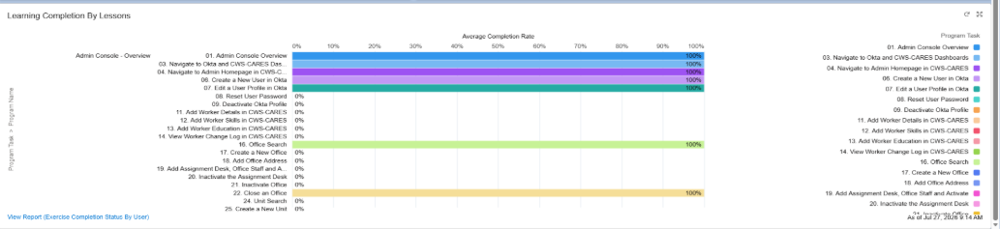 Learning Completion By Lessons
Average Completion Rate
0% 10% 20% 30% 40% 50% 60% 70% 80% 90% 100%
Program Task > Program Name
Admin Console - Overview
01. Admin Console Overview 100%
03. Navigate to Okta and CWS-CARES Das... 100%
04. Navigate to Admin Homepage in CWS-C... 100%
06. Create a New User in Okta 100%
07. Edit a User Profile in Okta 100%
08. Reset User Password 0%
09. Deactivate Okta Profile 0%
11. Add Worker Details in CWS-CARES 0%
12. Add Worker Skills in CWS-CARES 0%
13. Add Worker Education in CWS-CARES 0%
14. View Worker Change Log in CWS-CARES 0%
16. Office Search 100%
17. Create a New Office 0%
18. Add Office Address 0%
19. Add Assignment Desk, Office Staff and A... 0%
20. Inactivate the Assignment Desk 0%
21. Inactivate Office 0%
22. Close an Office 100%
24. Unit Search 0%
25. Create a New Unit 0%
Program Task
01. Admin Console Overview
03. Navigate to Okta and CWS-CARES Dashboards
04. Navigate to Admin Homepage in CWS-CARES
06. Create a New User in Okta
07. Edit a User Profile in Okta
08. Reset User Password
09. Deactivate Okta Profile
11. Add Worker Details in CWS-CARES
12. Add Worker Skills in CWS-CARES
13. Add Worker Education in CWS-CARES
14. View Worker Change Log in CWS-CARES
16. Office Search
17. Create a New Office
18. Add Office Address
19. Add Assignment Desk, Office Staff and Activate
20. Inactivate the Assignment Desk
21. Inactivate Office
View Report (Exercise Completion Status By User)
As of Jul 27, 2026 9:14 AM